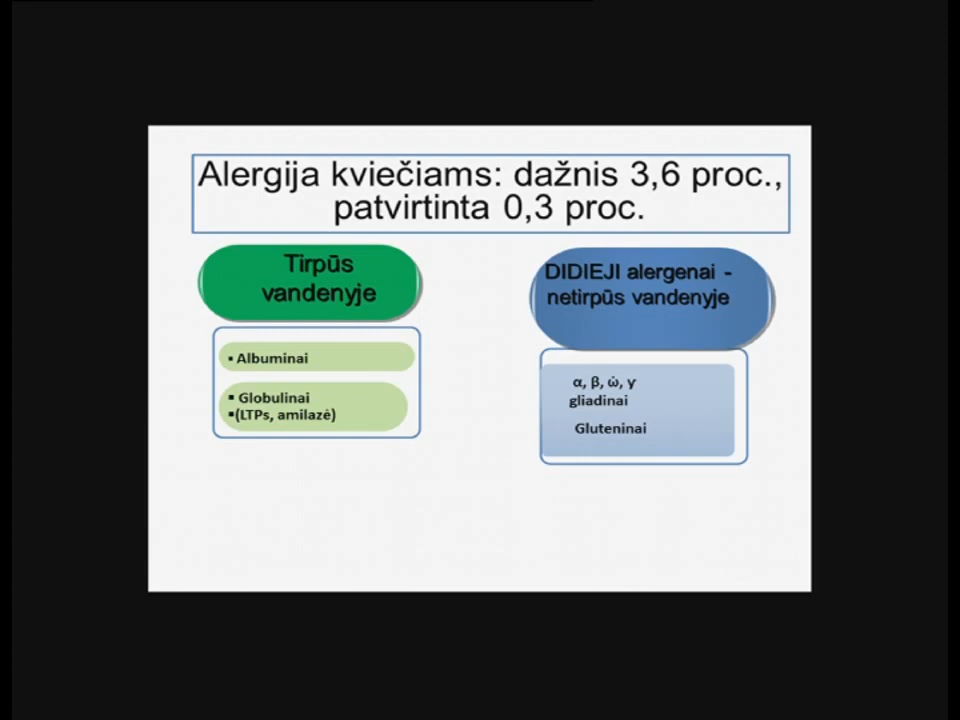 Alergija kviečiams: dažnis 3,6 proc.,
patvirtinta 0,3 proc.
Tirpūs
vandenyje
▪ Albuminai
▪ Globulinai
▪(LTPs, amilazė)
DIDIEJI alergenai -
netirpūs vandenyje
α, β, ώ, γ
gliadinai
Gluteninai